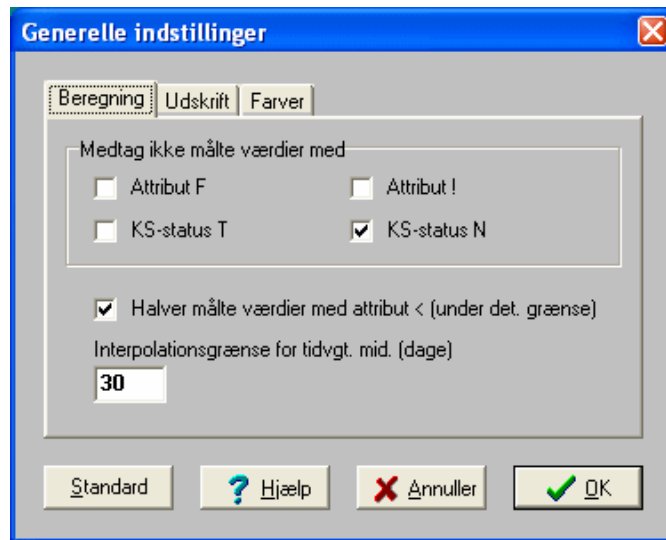 Generelle indstillinger
Beregning Udskrift Farver
Medtag ikke målte værdier med
Attribut F Attribut !
KS-status T KS-status N
Halver målte værdier med attribut < (under det. grænse)
Interpolationsgrænse for tidvgt. mid. (dage)
30
Standard ? Hjælp Annuller OK